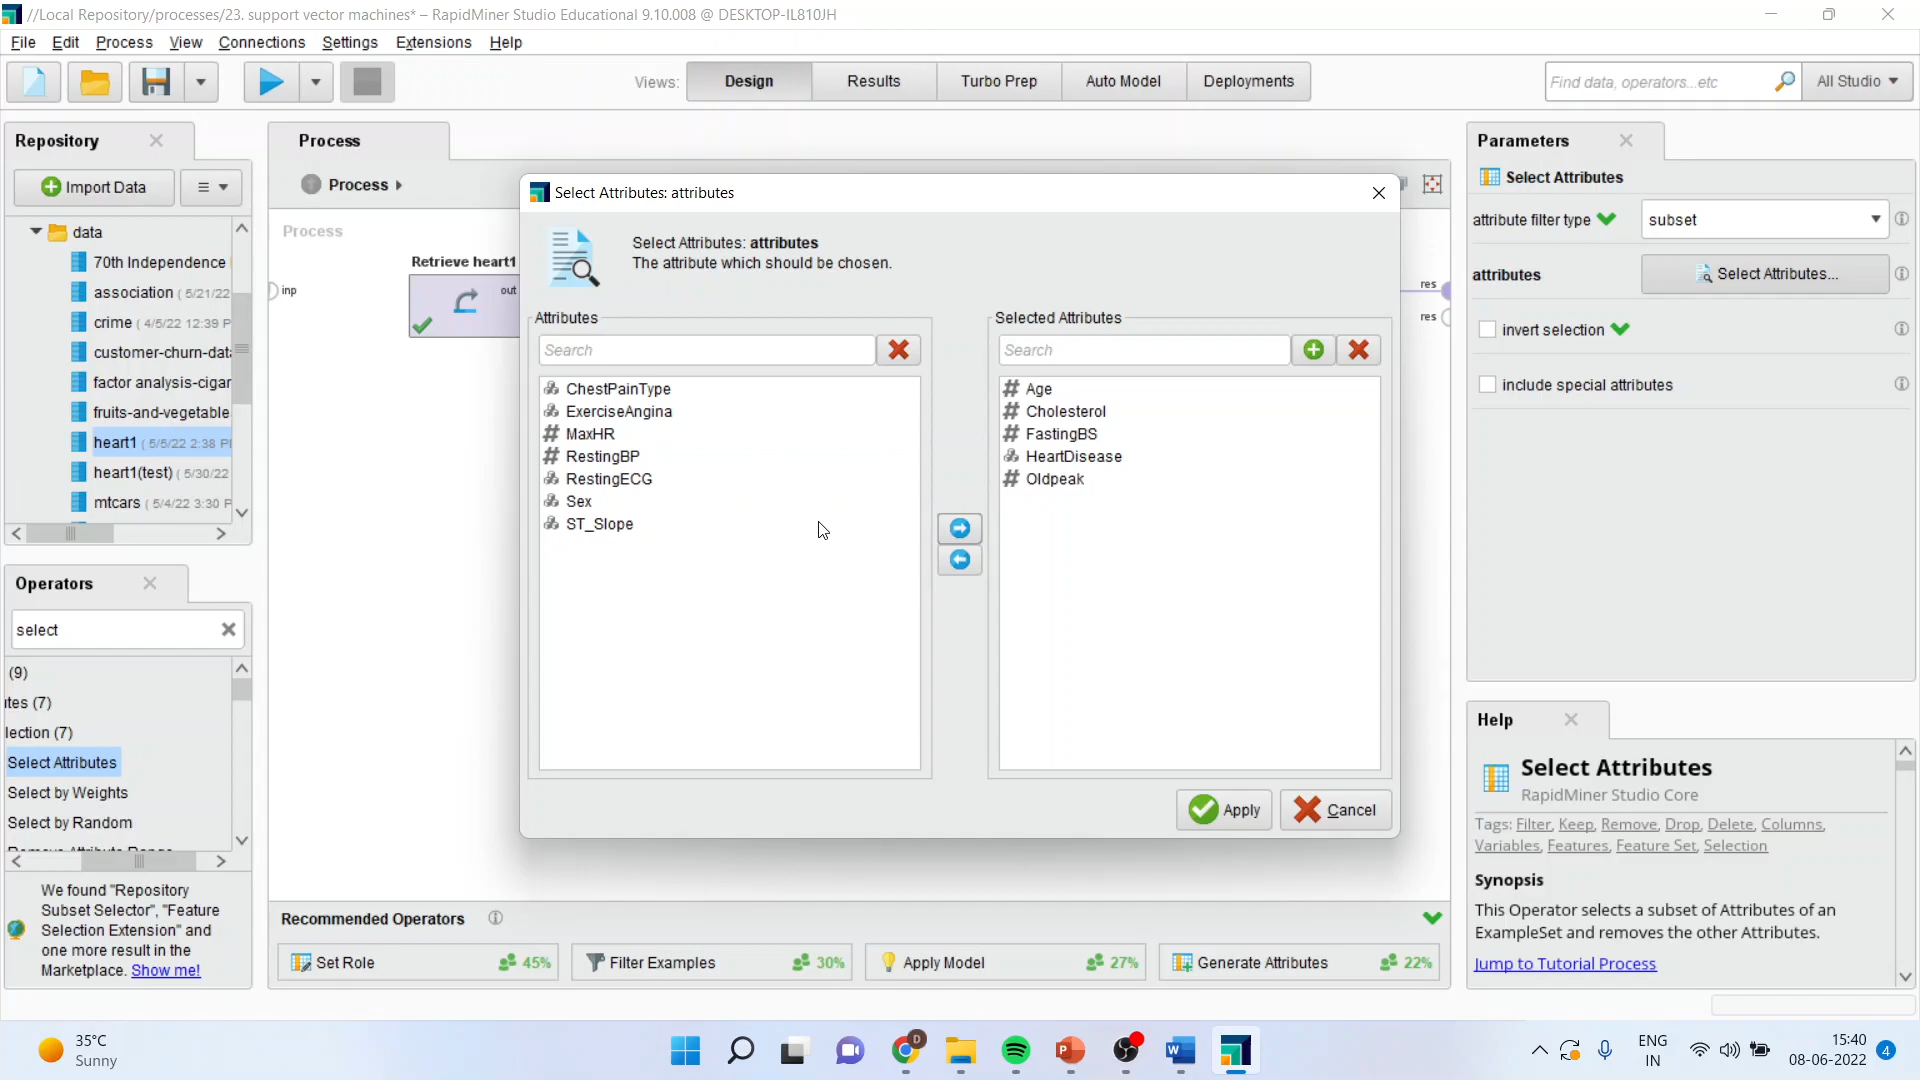 //Local Repository/processes/23. support vector machines* – RapidMiner Studio Educational 9.10.008 @ DESKTOP-IL810JH
File Edit Process View Connections Settings Extensions Help
Views: Design Results Turbo Prep Auto Model Deployments
Find data, operators...etc
All Studio
Repository
Import Data
data
70th Independence
association ( 5/21/22
crime ( 4/5/22 12:39 P
customer-churn-dat
factor analysis-cigar
fruits-and-vegetable
heart1 ( 5/5/22 2:38 P
heart1(test) ( 5/30/22
mtcars ( 5/4/22 3:30 P
Operators
select
(9)
tes (7)
lection (7)
Select Attributes
Select by Weights
Select by Random
We found "Repository
Subset Selector", "Feature
Selection Extension" and
one more result in the
Marketplace. Show me!
Process
Process
Process
inp
Retrieve heart1
out
res
res
Select Attributes: attributes
Select Attributes: attributes
The attribute which should be chosen.
Attributes
Search
ChestPainType
ExerciseAngina
MaxHR
RestingBP
RestingECG
Sex
ST_Slope
Selected Attributes
Search
Age
Cholesterol
FastingBS
HeartDisease
Oldpeak
Apply
Cancel
Recommended Operators
Set Role 45%
Filter Examples 30%
Apply Model 27%
Generate Attributes 22%
Parameters
Select Attributes
attribute filter type subset
attributes Select Attributes...
invert selection
include special attributes
Help
Select Attributes
RapidMiner Studio Core
Tags: Filter, Keep, Remove, Drop, Delete, Columns,
Variables, Features, Feature Set, Selection
Synopsis
This Operator selects a subset of Attributes of an
ExampleSet and removes the other Attributes.
Jump to Tutorial Process
35°C
Sunny
D
P
W
ENG
IN
15:40
08-06-2022
4